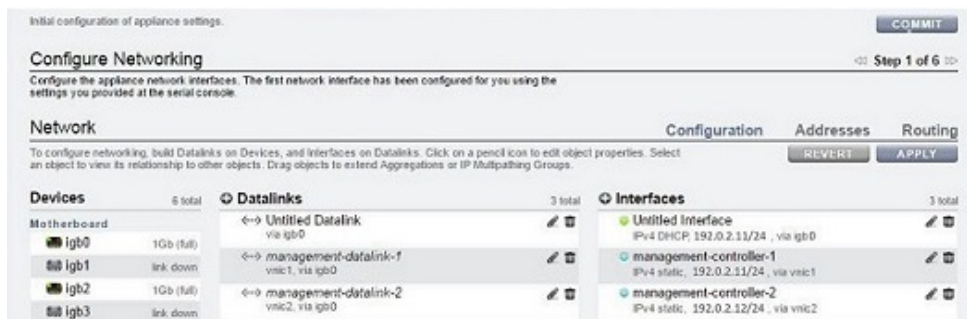 Initial configuration of appliance settings.
COMMIT
Configure Networking
Step 1 of 6
Configure the appliance network interfaces. The first network interface has been configured for you using the
settings you provided at the serial console.
Network
Configuration Addresses Routing
To configure networking, build Datalinks on Devices, and Interfaces on Datalinks. Click on a pencil icon to edit object properties. Select
an object to view its relationship to other objects. Drag objects to extend Aggregations or IP Multipathing Groups.
REVERT APPLY
Devices 6 total
Motherboard
igb0 1Gb (full)
igb1 link down
igb2 1Gb (full)
igb3 link down
Datalinks 3 total
Untitled Datalink
via igb0
management-datalink-1
vnic1, via igb0
management-datalink-2
vnic2, via igb0
Interfaces 3 total
Untitled Interface
IPv4 DHCP, 192.0.2.11/24 , via igb0
management-controller-1
IPv4 static, 192.0.2.11/24 , via vnic1
management-controller-2
IPv4 static, 192.0.2.12/24 , via vnic2